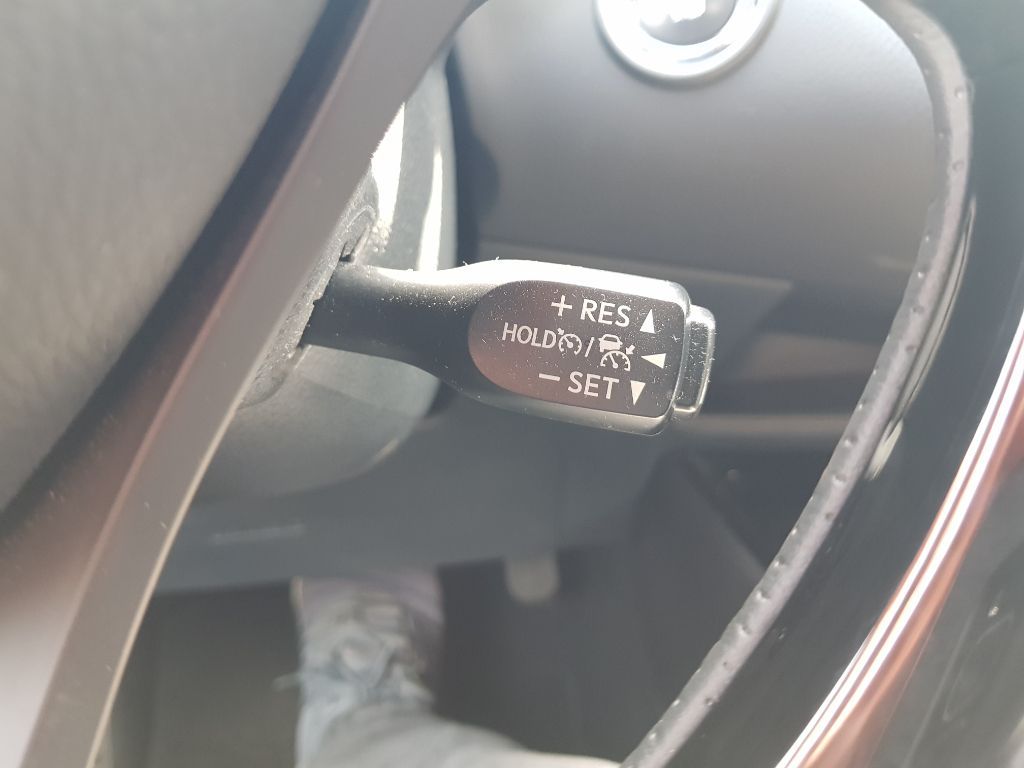 + RES ▲
HOLD / ◄
− SET ▼